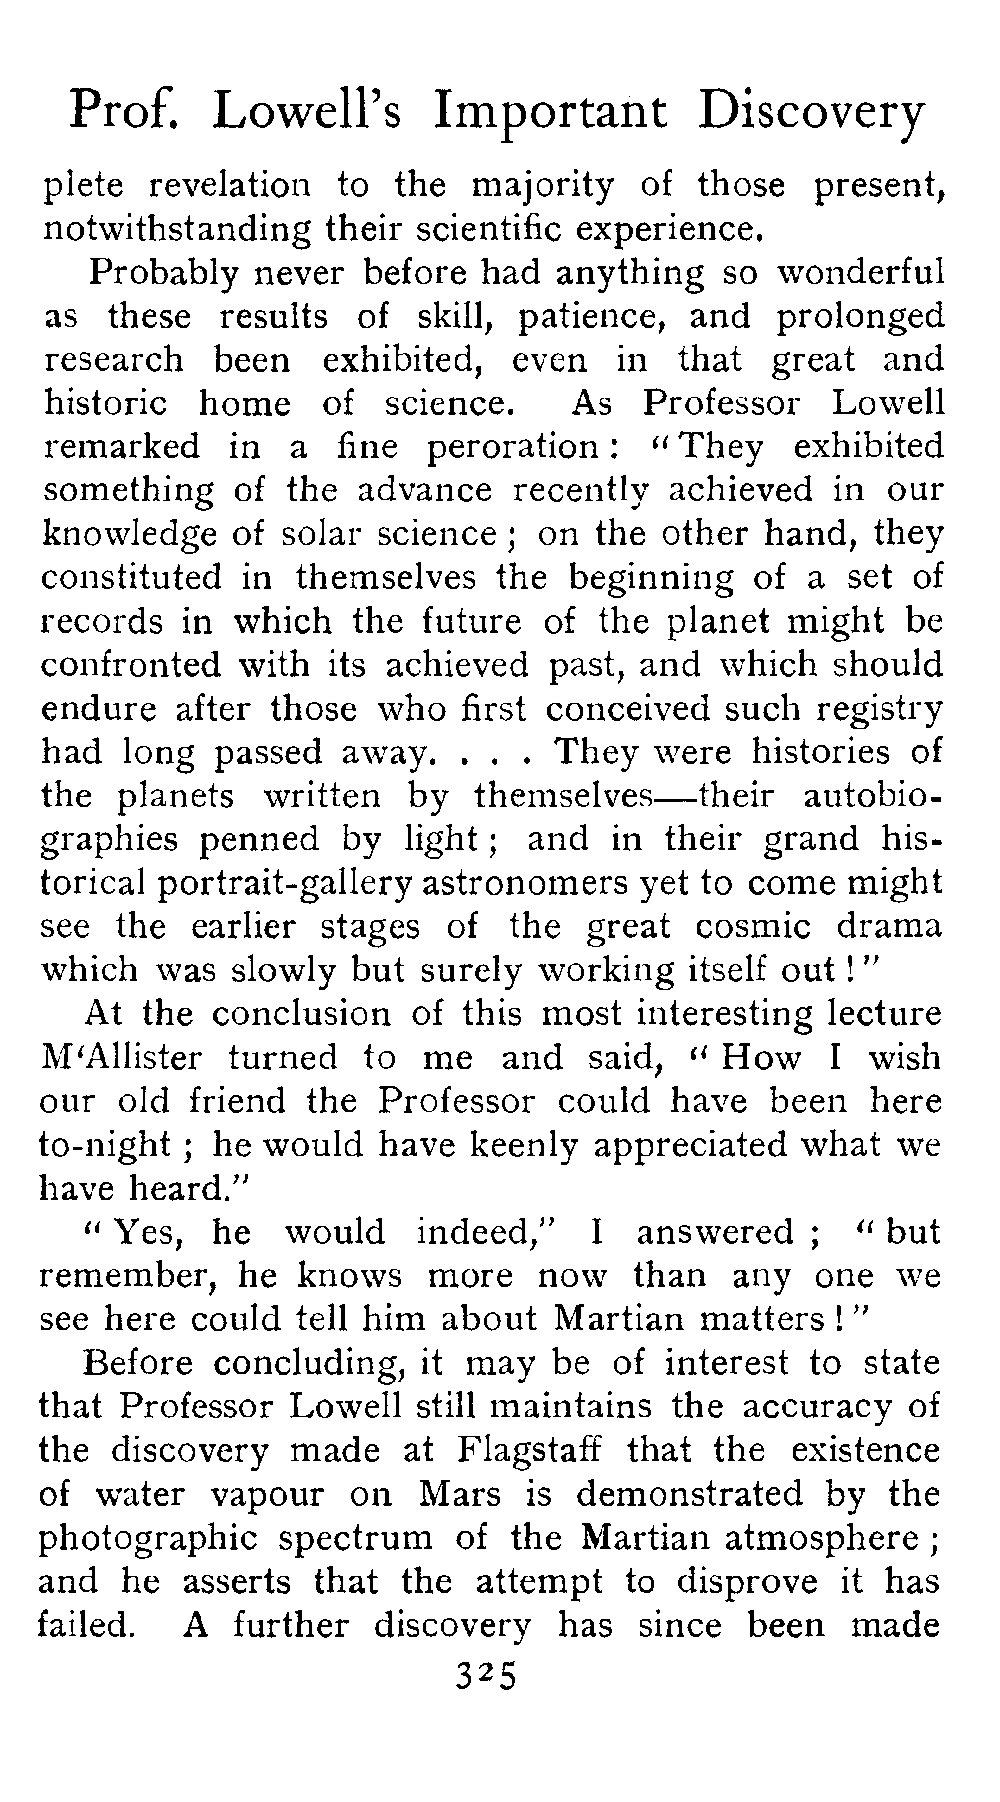 Prof. Lowell's Important Discovery
plete revelation to the majority of those present,
notwithstanding their scientific experience.
Probably never before had anything so wonderful
as these results of skill, patience, and prolonged
research been exhibited, even in that great and
historic home of science. As Professor Lowell
remarked in a fine peroration : “ They exhibited
something of the advance recently achieved in our
knowledge of solar science ; on the other hand, they
constituted in themselves the beginning of a set of
records in which the future of the planet might be
confronted with its achieved past, and which should
endure after those who first conceived such registry
had long passed away. . . . They were histories of
the planets written by themselves—their autobio-
graphies penned by light ; and in their grand his-
torical portrait-gallery astronomers yet to come might
see the earlier stages of the great cosmic drama
which was slowly but surely working itself out ! ”
At the conclusion of this most interesting lecture
M‘Allister turned to me and said, “ How I wish
our old friend the Professor could have been here
to-night ; he would have keenly appreciated what we
have heard.”
“ Yes, he would indeed,” I answered ; “ but
remember, he knows more now than any one we
see here could tell him about Martian matters ! ”
Before concluding, it may be of interest to state
that Professor Lowell still maintains the accuracy of
the discovery made at Flagstaff that the existence
of water vapour on Mars is demonstrated by the
photographic spectrum of the Martian atmosphere ;
and he asserts that the attempt to disprove it has
failed. A further discovery has since been made
325